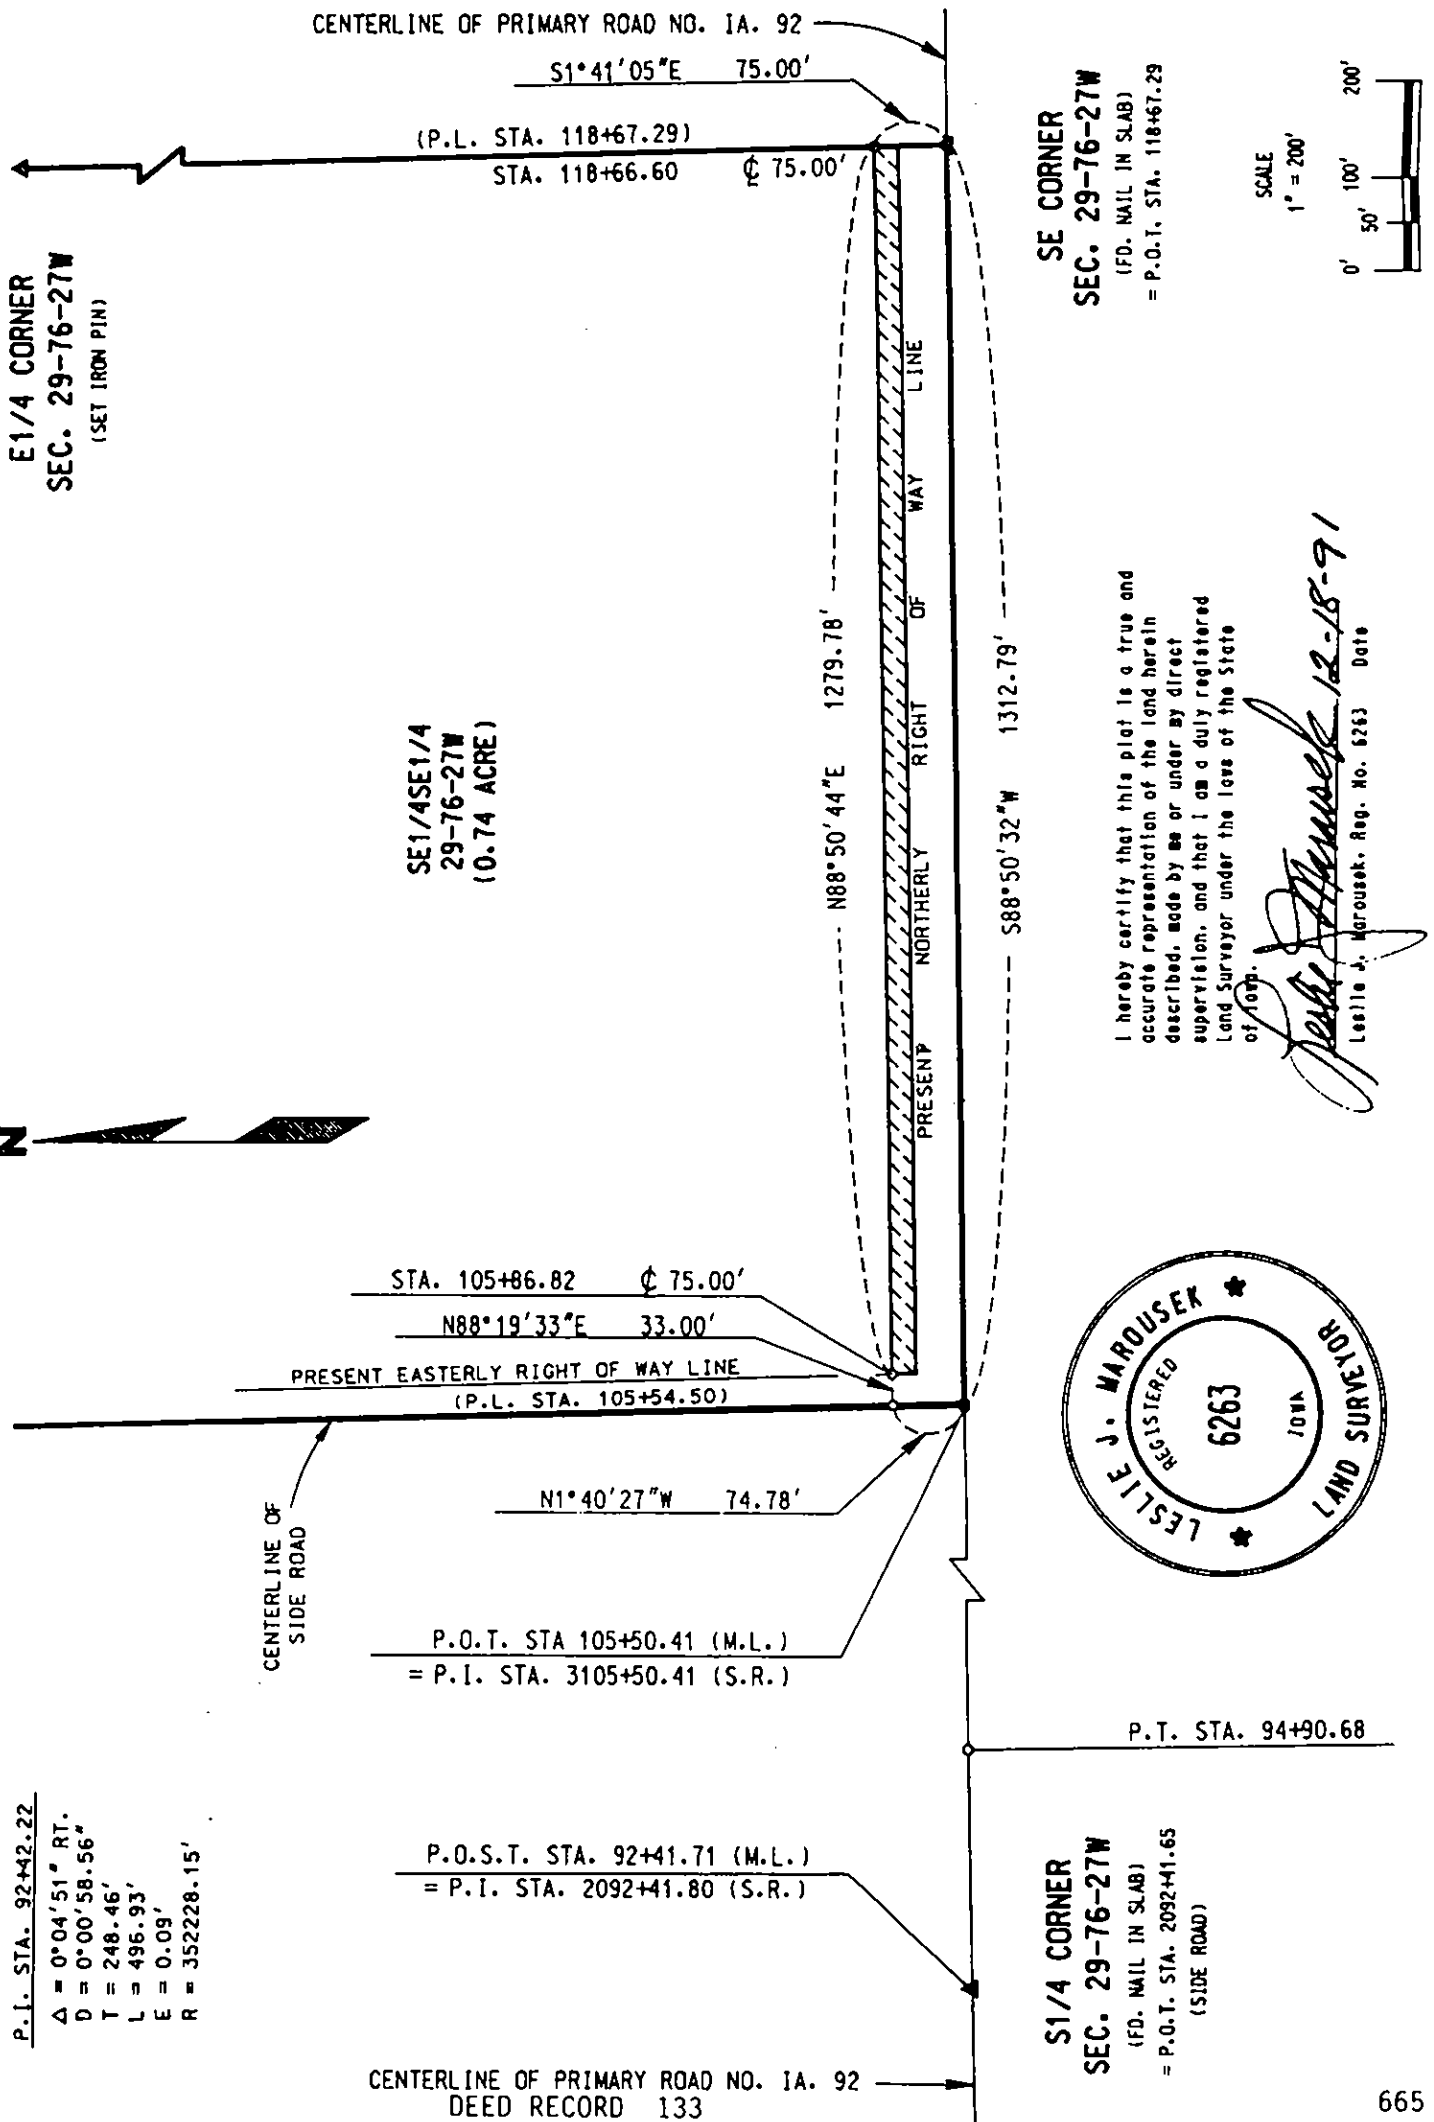 CENTERLINE OF PRIMARY ROAD NO. IA. 92
S1°41'05"E 75.00'
(P.L. STA. 118+67.29)
STA. 118+66.60 ℄ 75.00'
E1/4 CORNER
SEC. 29-76-27W
(SET IRON PIN)
SE CORNER
SEC. 29-76-27W
(FD. NAIL IN SLAB)
= P.O.T. STA. 118+67.29
SCALE
1" = 200'
0' 50' 100' 200'
SE1/4SE1/4
29-76-27W
(0.74 ACRE)
N88°50'44"E 1279.78'
PRESENT NORTHERLY RIGHT OF WAY LINE
S88°50'32"W 1312.79'
I hereby certify that this plat is a true and
accurate representation of the land herein
described, made by me or under my direct
supervision, and that I am a duly registered
Land Surveyor under the laws of the State
of Iowa.
Leslie J. Marousek 12-18-91
Leslie J. Marousek, Reg. No. 6263 Date
N
STA. 105+86.82 ℄ 75.00'
N88°19'33"E 33.00'
PRESENT EASTERLY RIGHT OF WAY LINE
(P.L. STA. 105+54.50)
N1°40'27"W 74.78'
CENTERLINE OF
SIDE ROAD
LESLIE J. MAROUSEK
REGISTERED
6263
IOWA
LAND SURVEYOR
P.O.T. STA 105+50.41 (M.L.)
= P.I. STA. 3105+50.41 (S.R.)
P.T. STA. 94+90.68
P.I. STA. 92+42.22
Δ = 0°04'51" RT.
D = 0°00'58.56"
T = 248.46'
L = 496.93'
E = 0.09'
R = 352228.15'
P.O.S.T. STA. 92+41.71 (M.L.)
= P.I. STA. 2092+41.80 (S.R.)
S1/4 CORNER
SEC. 29-76-27W
(FD. NAIL IN SLAB)
= P.O.T. STA. 2092+41.65
(SIDE ROAD)
CENTERLINE OF PRIMARY ROAD NO. IA. 92
DEED RECORD 133
665